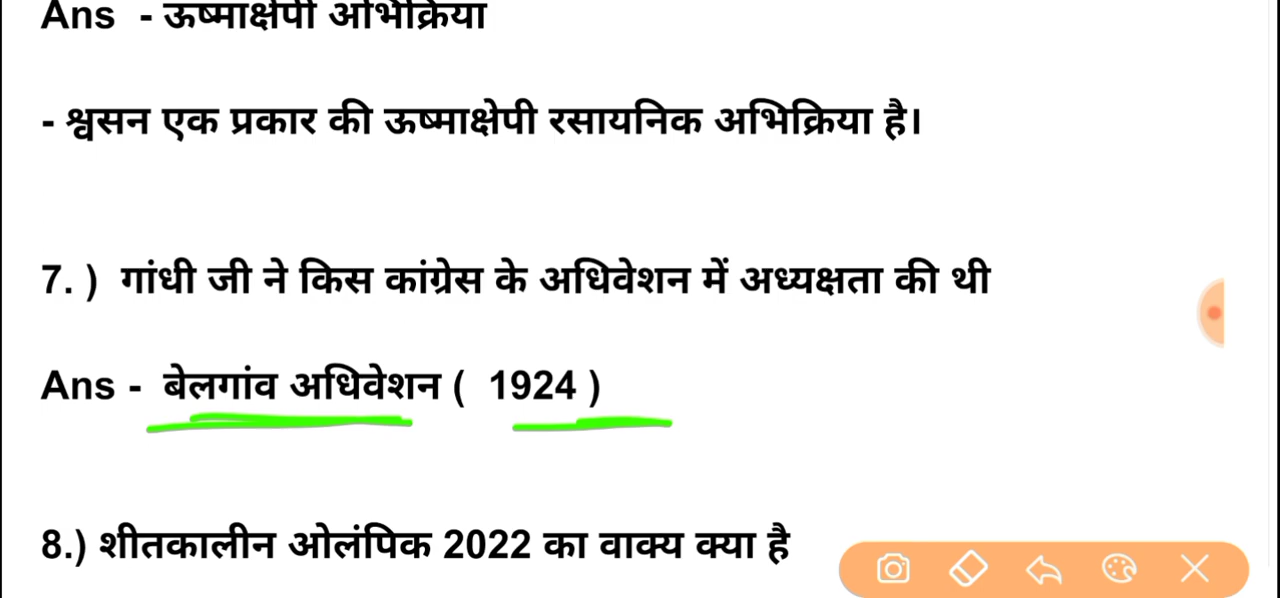 Ans - ऊष्माक्षेपी अभिक्रिया
- श्वसन एक प्रकार की ऊष्माक्षेपी रसायनिक अभिक्रिया है।
7. ) गांधी जी ने किस कांग्रेस के अधिवेशन में अध्यक्षता की थी
Ans - बेलगांव अधिवेशन ( 1924 )
8.) शीतकालीन ओलंपिक 2022 का वाक्य क्या है